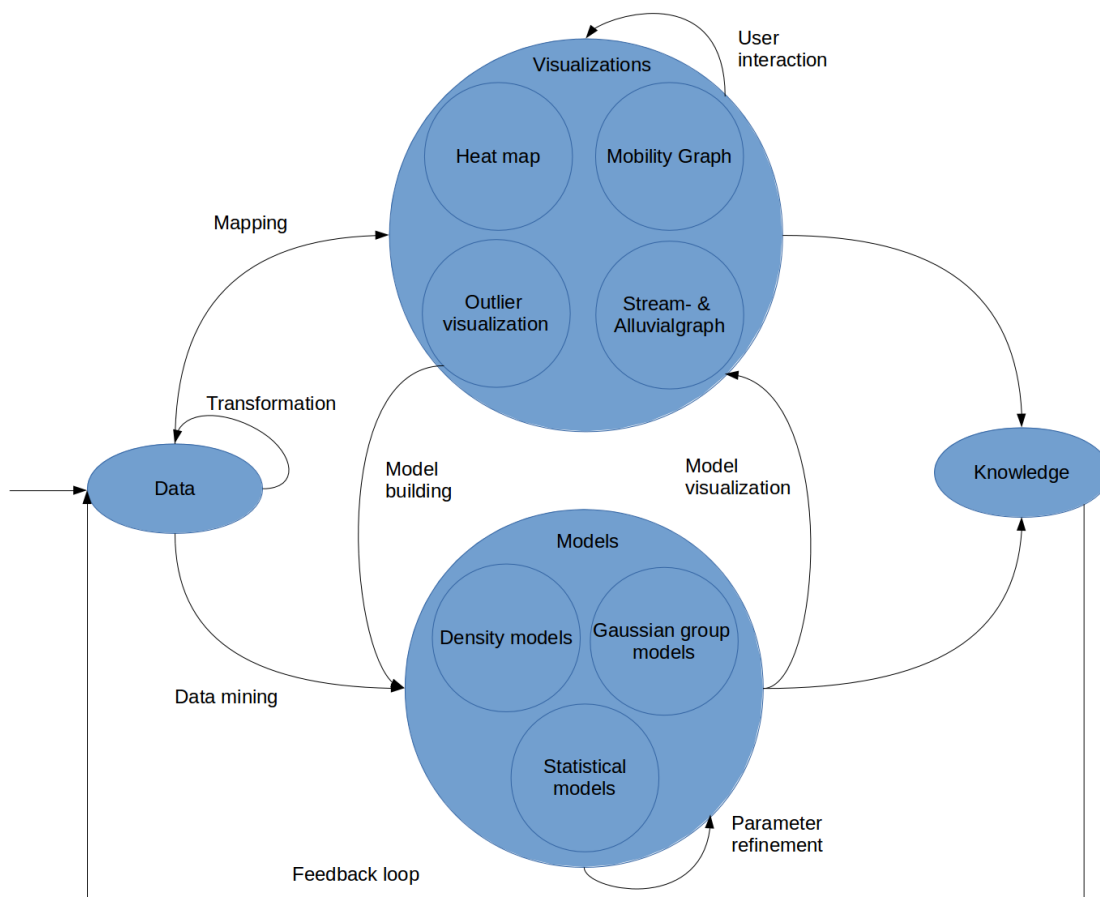 User
interaction
Visualizations
Heat map
Mobility Graph
Mapping
Outlier
visualization
Stream- &
Alluvialgraph
Transformation
Data
Model
building
Model
visualization
Knowledge
Models
Density models
Gaussian group
models
Data mining
Statistical
models
Parameter
refinement
Feedback loop